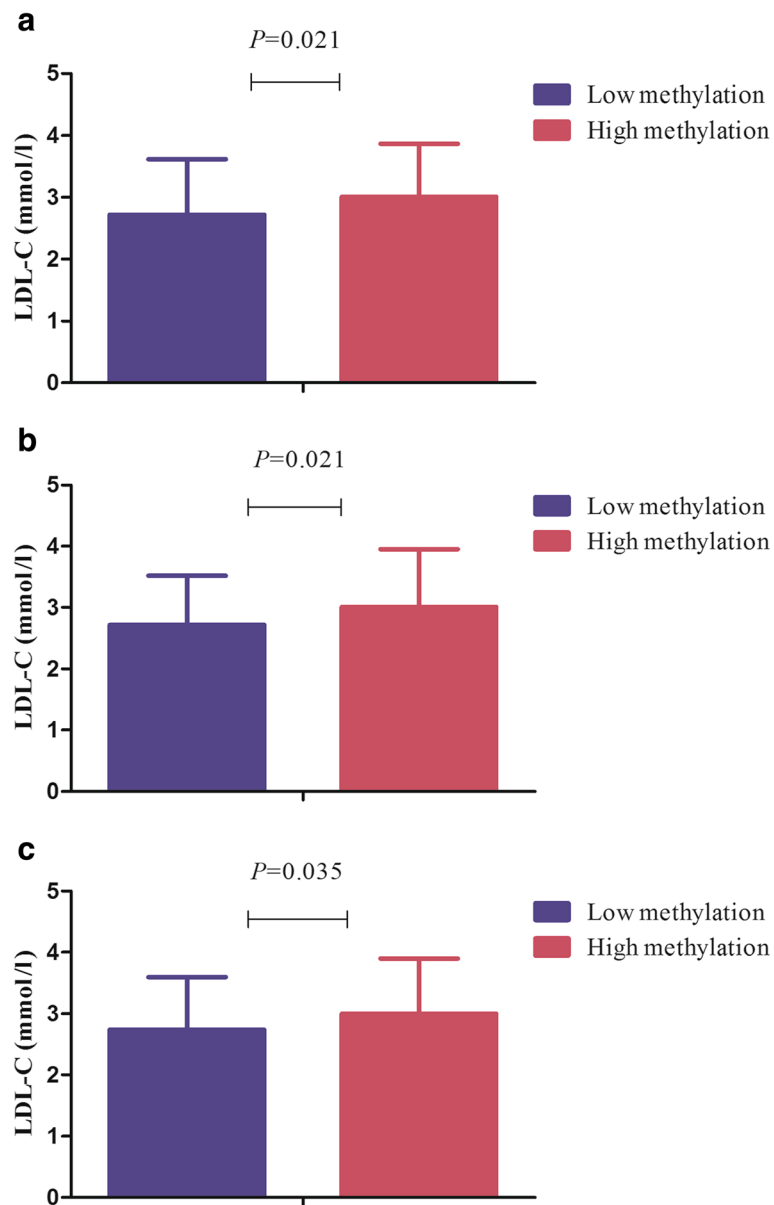 a
P=0.021
5
4
3
2
1
0
LDL-C (mmol/l)
Low methylation
High methylation
b
P=0.021
5
4
3
2
1
0
LDL-C (mmol/l)
Low methylation
High methylation
c
P=0.035
5
4
3
2
1
0
LDL-C (mmol/l)
Low methylation
High methylation